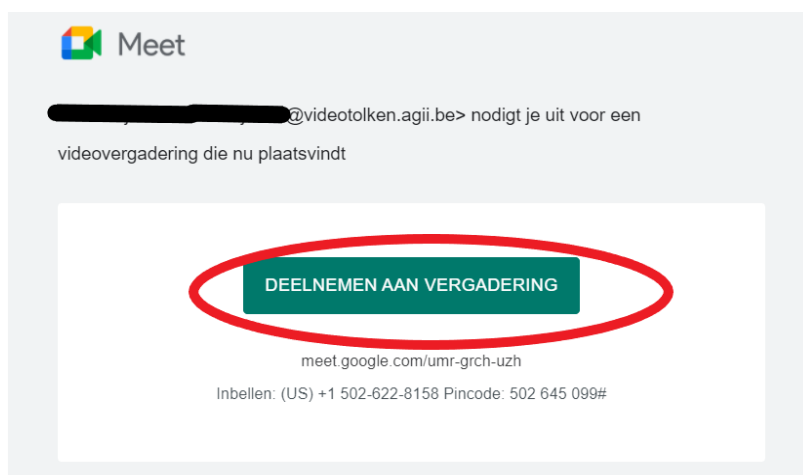 Meet
@videotolken.agii.be> nodigt je uit voor een
videovergadering die nu plaatsvindt
DEELNEMEN AAN VERGADERING
meet.google.com/umr-grch-uzh
Inbellen: (US) +1 502-622-8158 Pincode: 502 645 099#